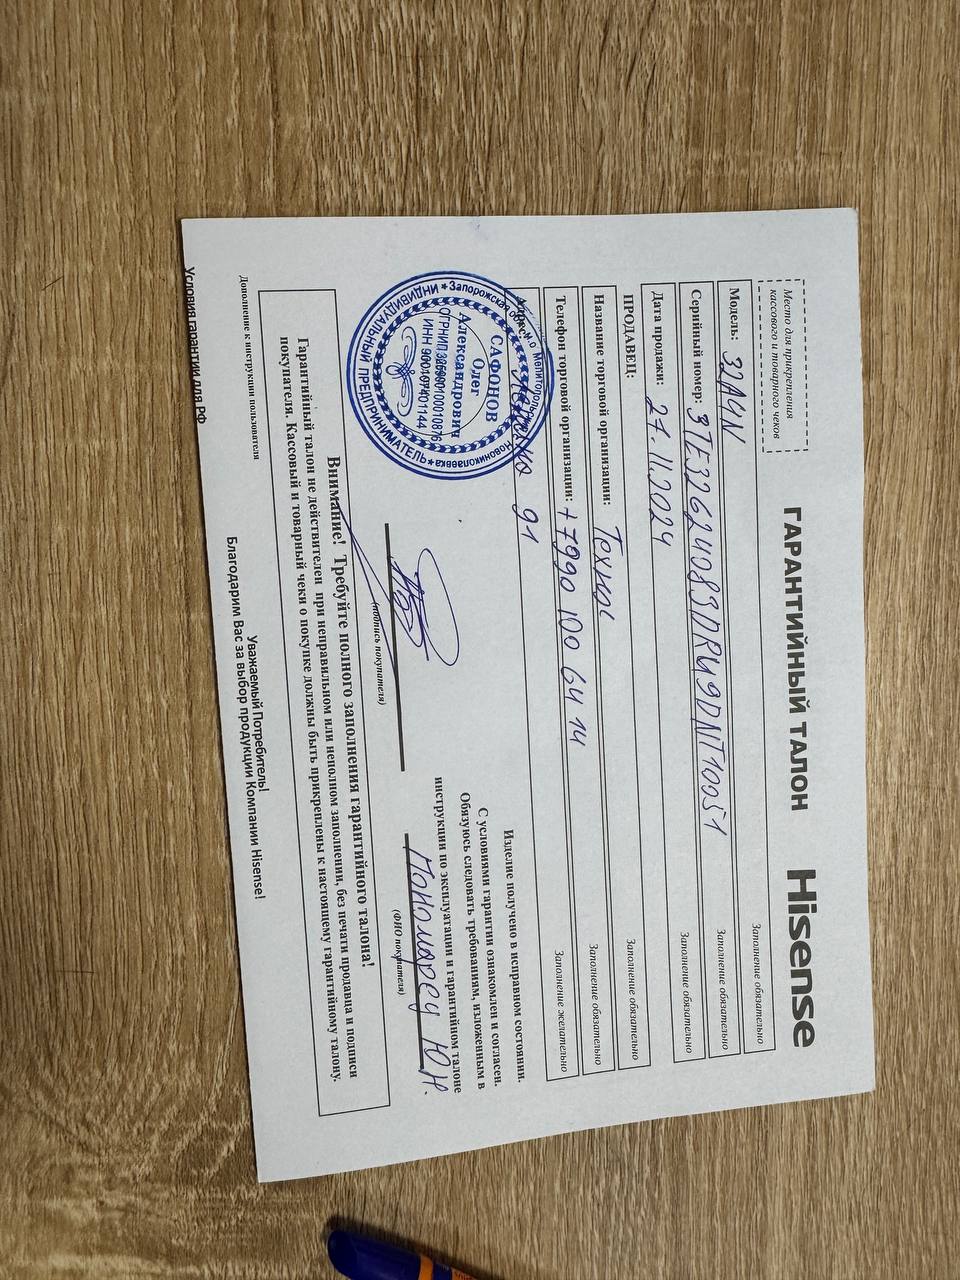 ГАРАНТИЙНЫЙ ТАЛОН
Hisense
Место для прикрепления
кассового и товарного чеков
Модель: 32A4N Заполнение обязательно
Серийный номер: 3TE32624083DRU9DNT10051 Заполнение обязательно
Дата продажи: 27.11.2024 Заполнение обязательно
ПРОДАВЕЦ: Заполнение обязательно
Название торговой организации: Заполнение обязательно
Телефон торговой организации: +7990 100 64 14 Заполнение желательно
91
Запорожская
САФОНОВ
Олег
Александрович
ИНН 900107401144
ИНДИВИДУАЛЬНЫЙ ПРЕДПРИНИМАТЕЛЬ
Изделие получено в исправном состоянии.
С условиями гарантии ознакомлен и согласен.
Обязуюсь следовать требованиям, изложенным в
инструкции по эксплуатации и гарантийном талоне
Пономарец Ю.Н.
(подпись покупателя)
(ФИО покупателя)
Внимание! Требуйте полного заполнения гарантийного талона!
Гарантийный талон не действителен при неправильном или неполном заполнении, без печати продавца и подписи
покупателя. Кассовый и товарный чеки о покупке должны быть прикреплены к настоящему гарантийному талону.
Уважаемый Потребитель!
Благодарим Вас за выбор продукции Компании Hisense!
Дополнение к инструкции пользователя
Условия гарантии для РФ